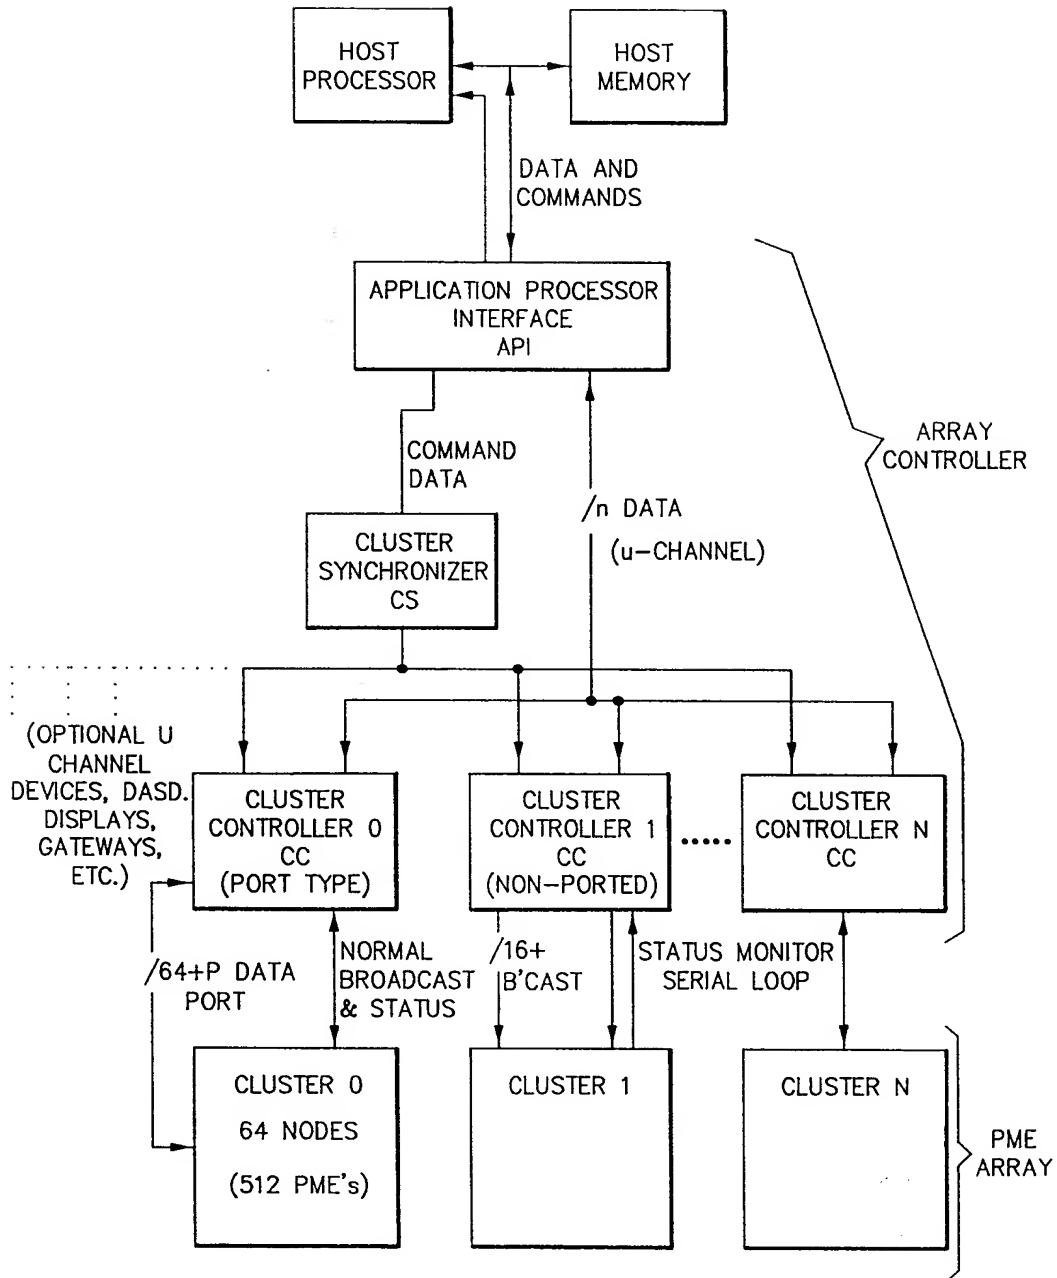 HOST
PROCESSOR
HOST
MEMORY
DATA AND
COMMANDS
APPLICATION PROCESSOR
INTERFACE
API
COMMAND
DATA
/n DATA
(u-CHANNEL)
ARRAY
CONTROLLER
CLUSTER
SYNCHRONIZER
CS
(OPTIONAL U
CHANNEL
DEVICES, DASD.
DISPLAYS,
GATEWAYS,
ETC.)
CLUSTER
CONTROLLER 0
CC
(PORT TYPE)
CLUSTER
CONTROLLER 1
CC
(NON-PORTED)
.....
CLUSTER
CONTROLLER N
CC
/64+P DATA
PORT
NORMAL
BROADCAST
& STATUS
/16+
B'CAST
STATUS MONITOR
SERIAL LOOP
CLUSTER 0
64 NODES
(512 PME's)
CLUSTER 1
CLUSTER N
PME
ARRAY